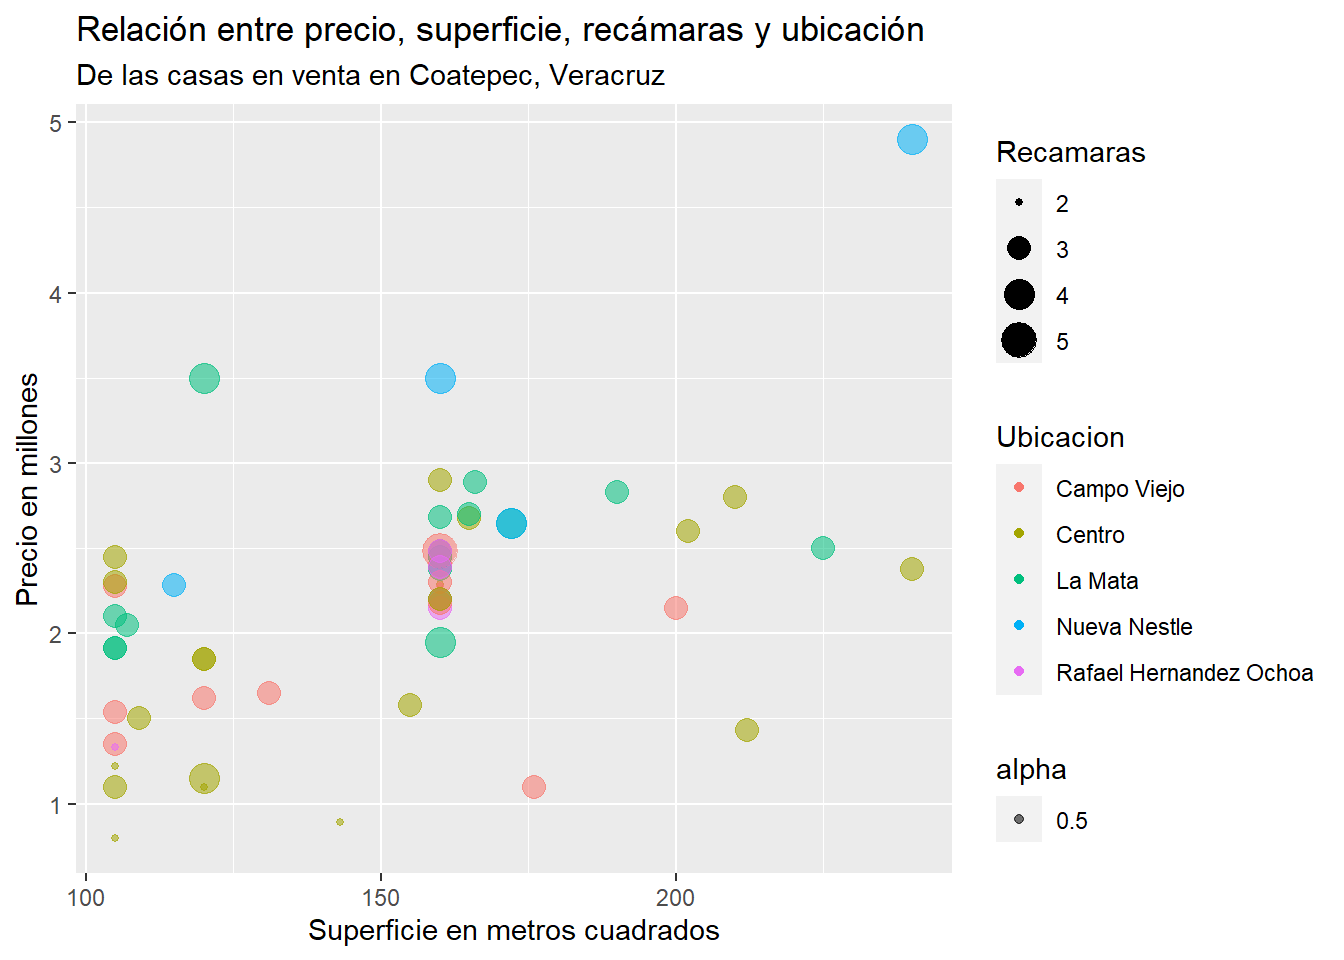 Relación entre precio, superficie, recámaras y ubicación
De las casas en venta en Coatepec, Veracruz
Precio en millones
5
4
3
2
1
100
150
200
Superficie en metros cuadrados
Recamaras
2
3
4
5
Ubicacion
Campo Viejo
Centro
La Mata
Nueva Nestle
Rafael Hernandez Ochoa
alpha
0.5